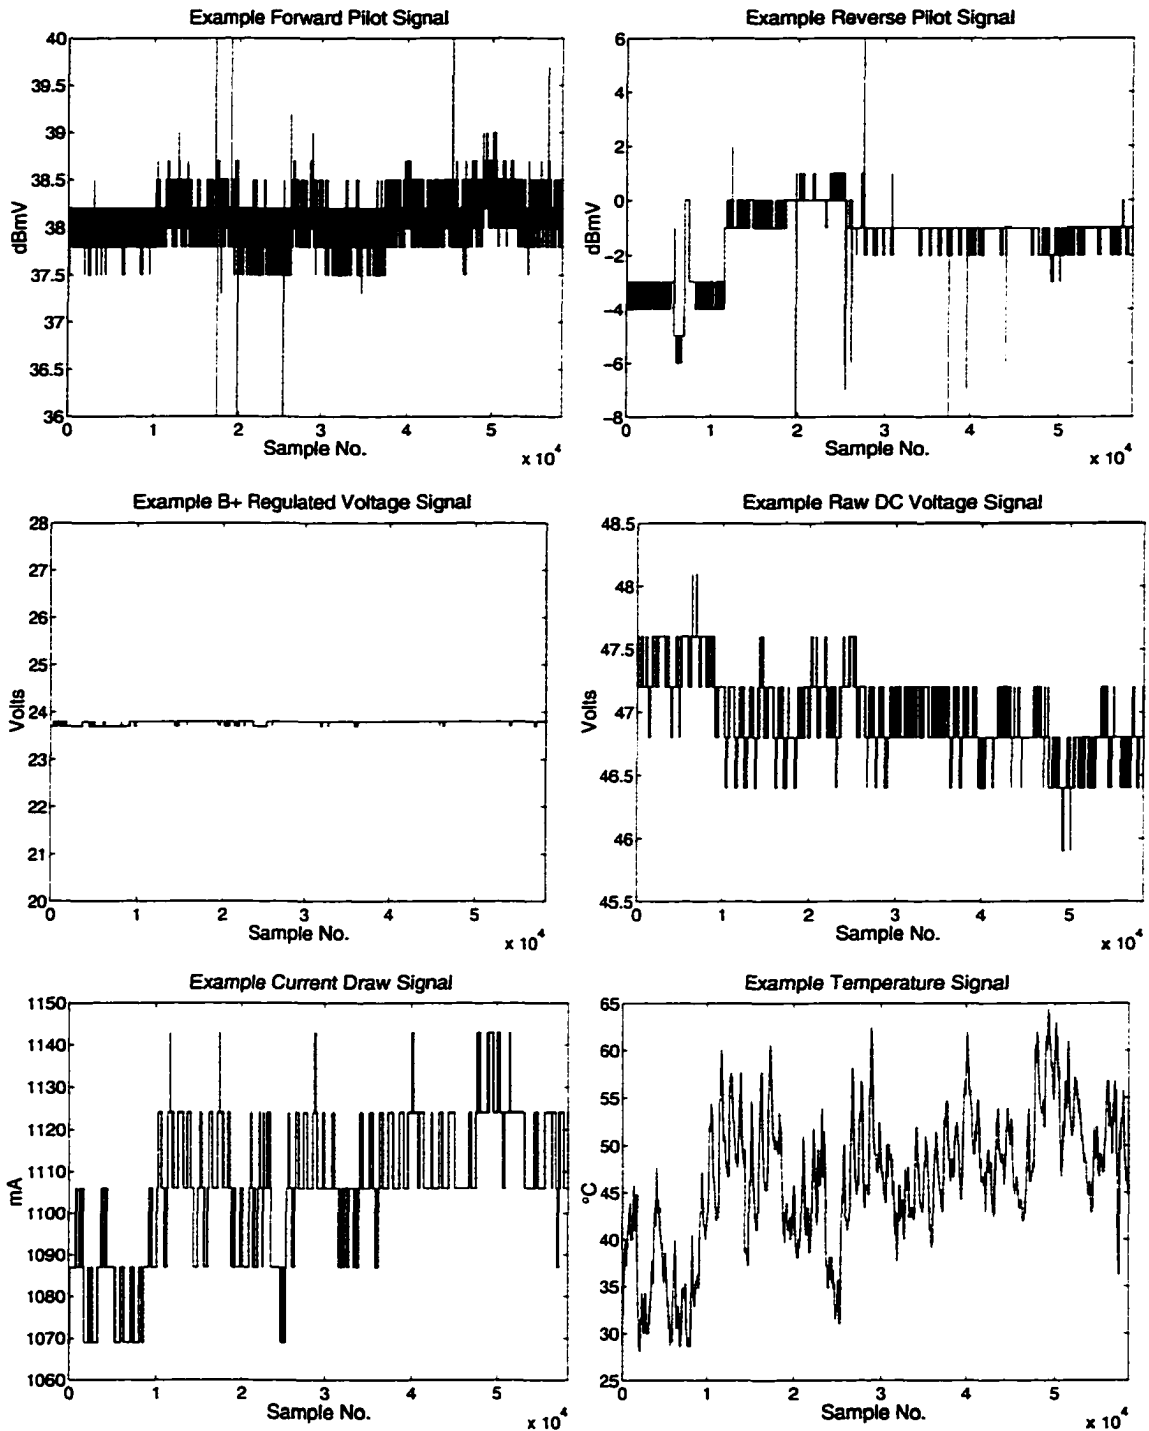 Example Forward Pilot Signal
40
39.5
39
38.5
38
37.5
37
36.5
36
dBmV
0 1 2 3 4 5
Sample No.
x 10^4
Example Reverse Pilot Signal
6
4
2
0
−2
−4
−6
−8
dBmV
0 1 2 3 4 5
Sample No.
x 10^4
Example B+ Regulated Voltage Signal
28
27
26
25
24
23
22
21
20
Volts
0 1 2 3 4 5
Sample No.
x 10^4
Example Raw DC Voltage Signal
48.5
48
47.5
47
46.5
46
45.5
Volts
0 1 2 3 4 5
Sample No.
x 10^4
Example Current Draw Signal
1150
1140
1130
1120
1110
1100
1090
1080
1070
1060
mA
0 1 2 3 4 5
Sample No.
x 10^4
Example Temperature Signal
65
60
55
50
45
40
35
30
25
°C
0 1 2 3 4 5
Sample No.
x 10^4